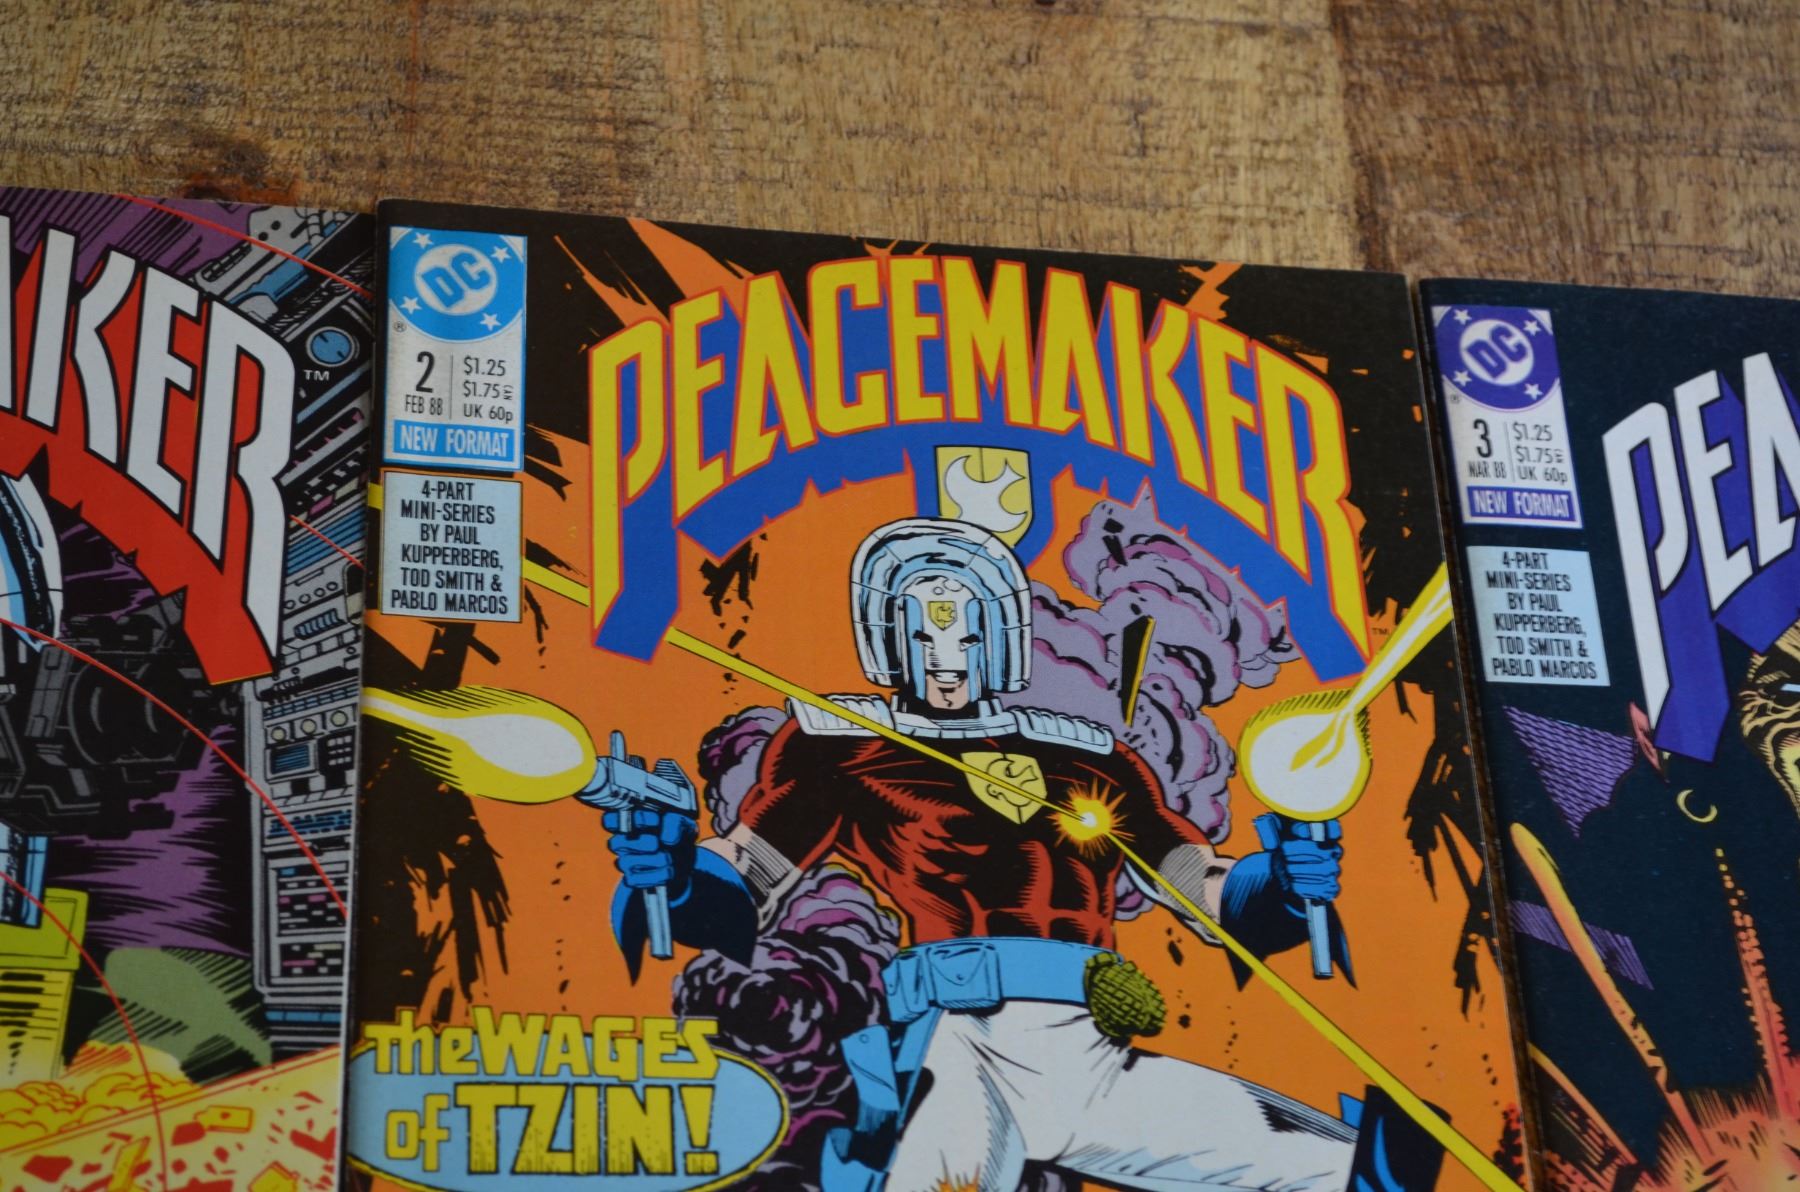 AKER
TM
DC
®
2
FEB 88
$1.25
$1.75
UK 60p
NEW FORMAT
4-PART
MINI-SERIES
BY PAUL
KUPPERBERG,
TOD SMITH &
PABLO MARCOS
PEACEMAKER
TM
the WAGES
of TZIN!
DC
®
3
MAR 88
$1.25
$1.75
UK 60p
NEW FORMAT
4-PART
MINI-SERIES
BY PAUL
KUPPERBERG,
TOD SMITH &
PABLO MARCOS
PEA